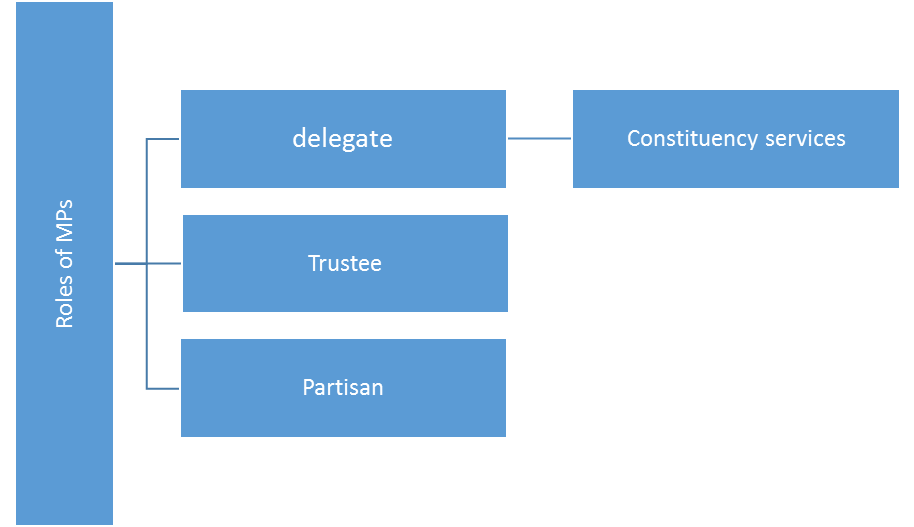 Roles of MPs
delegate
Constituency services
Trustee
Partisan